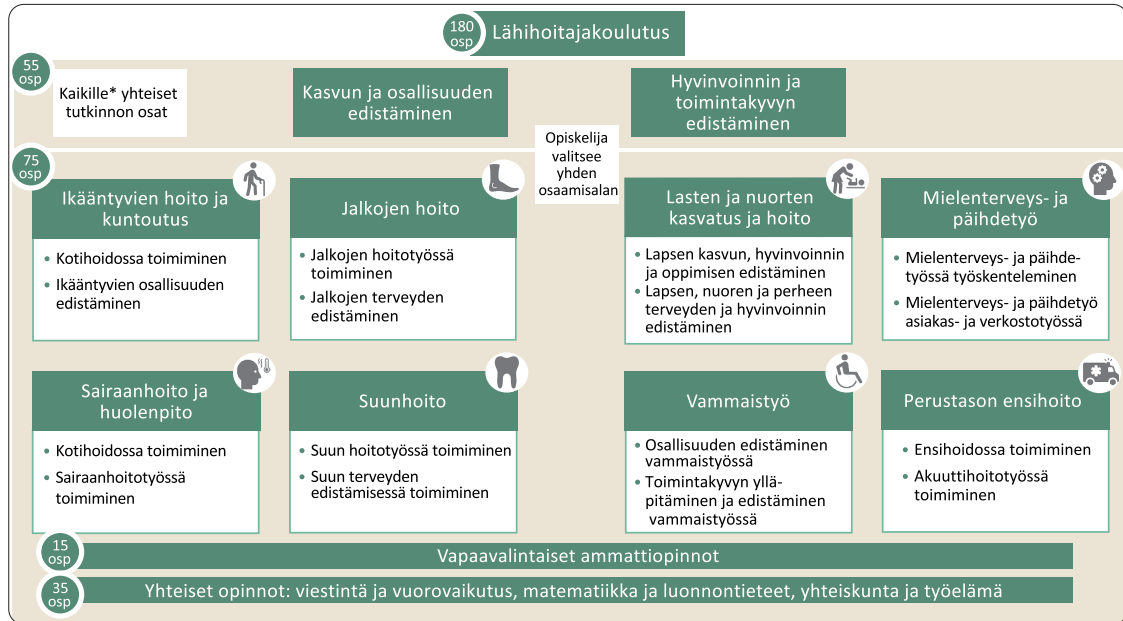 180
osp
Lähihoitajakoulutus
55
osp
Kaikille* yhteiset
tutkinnon osat
Kasvun ja osallisuuden
edistäminen
Hyvinvoinnin ja
toimintakyvyn
edistäminen
Opiskelija
valitsee
yhden
osaamisalan
75
osp
Ikääntyvien hoito ja
kuntoutus
• Kotihoidossa toimiminen
• Ikääntyvien osallisuuden
edistäminen
Jalkojen hoito
• Jalkojen hoitotyössä
toimiminen
• Jalkojen terveyden
edistäminen
Lasten ja nuorten
kasvatus ja hoito
• Lapsen kasvun, hyvinvoinnin
ja oppimisen edistäminen
• Lapsen, nuoren ja perheen
terveyden ja hyvinvoinnin
edistäminen
Mielenterveys- ja
päihdetyö
• Mielenterveys- ja päihde-
työssä työskenteleminen
• Mielenterveys- ja päihdetyö
asiakas- ja verkostotyössä
Sairaanhoito ja
huolenpito
• Kotihoidossa toimiminen
• Sairaanhoitotyössä
toimiminen
Suunhoito
• Suun hoitotyössä toimiminen
• Suun terveyden
edistämisessä toimiminen
Vammaistyö
• Osallisuuden edistäminen
vammaistyössä
• Toimintakyvyn yllä-
pitäminen ja edistäminen
vammaistyössä
Perustason ensihoito
• Ensihoidossa toimiminen
• Akuuttihoitotyössä
toimiminen
15
osp
Vapaavalintaiset ammattiopinnot
35
osp
Yhteiset opinnot: viestintä ja vuorovaikutus, matematiikka ja luonnontieteet, yhteiskunta ja työelämä